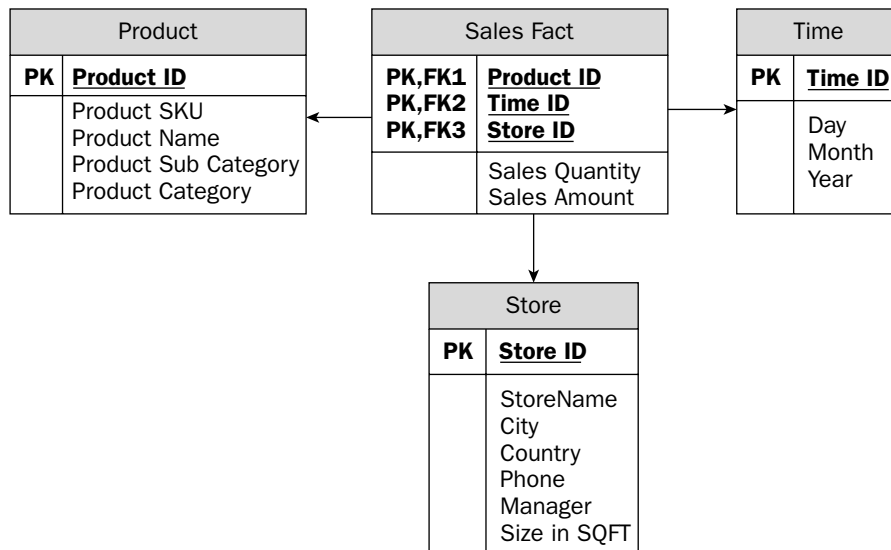 Product
PK Product ID
Product SKU
Product Name
Product Sub Category
Product Category
Sales Fact
PK,FK1 Product ID
PK,FK2 Time ID
PK,FK3 Store ID
Sales Quantity
Sales Amount
Time
PK Time ID
Day
Month
Year
Store
PK Store ID
StoreName
City
Country
Phone
Manager
Size in SQFT